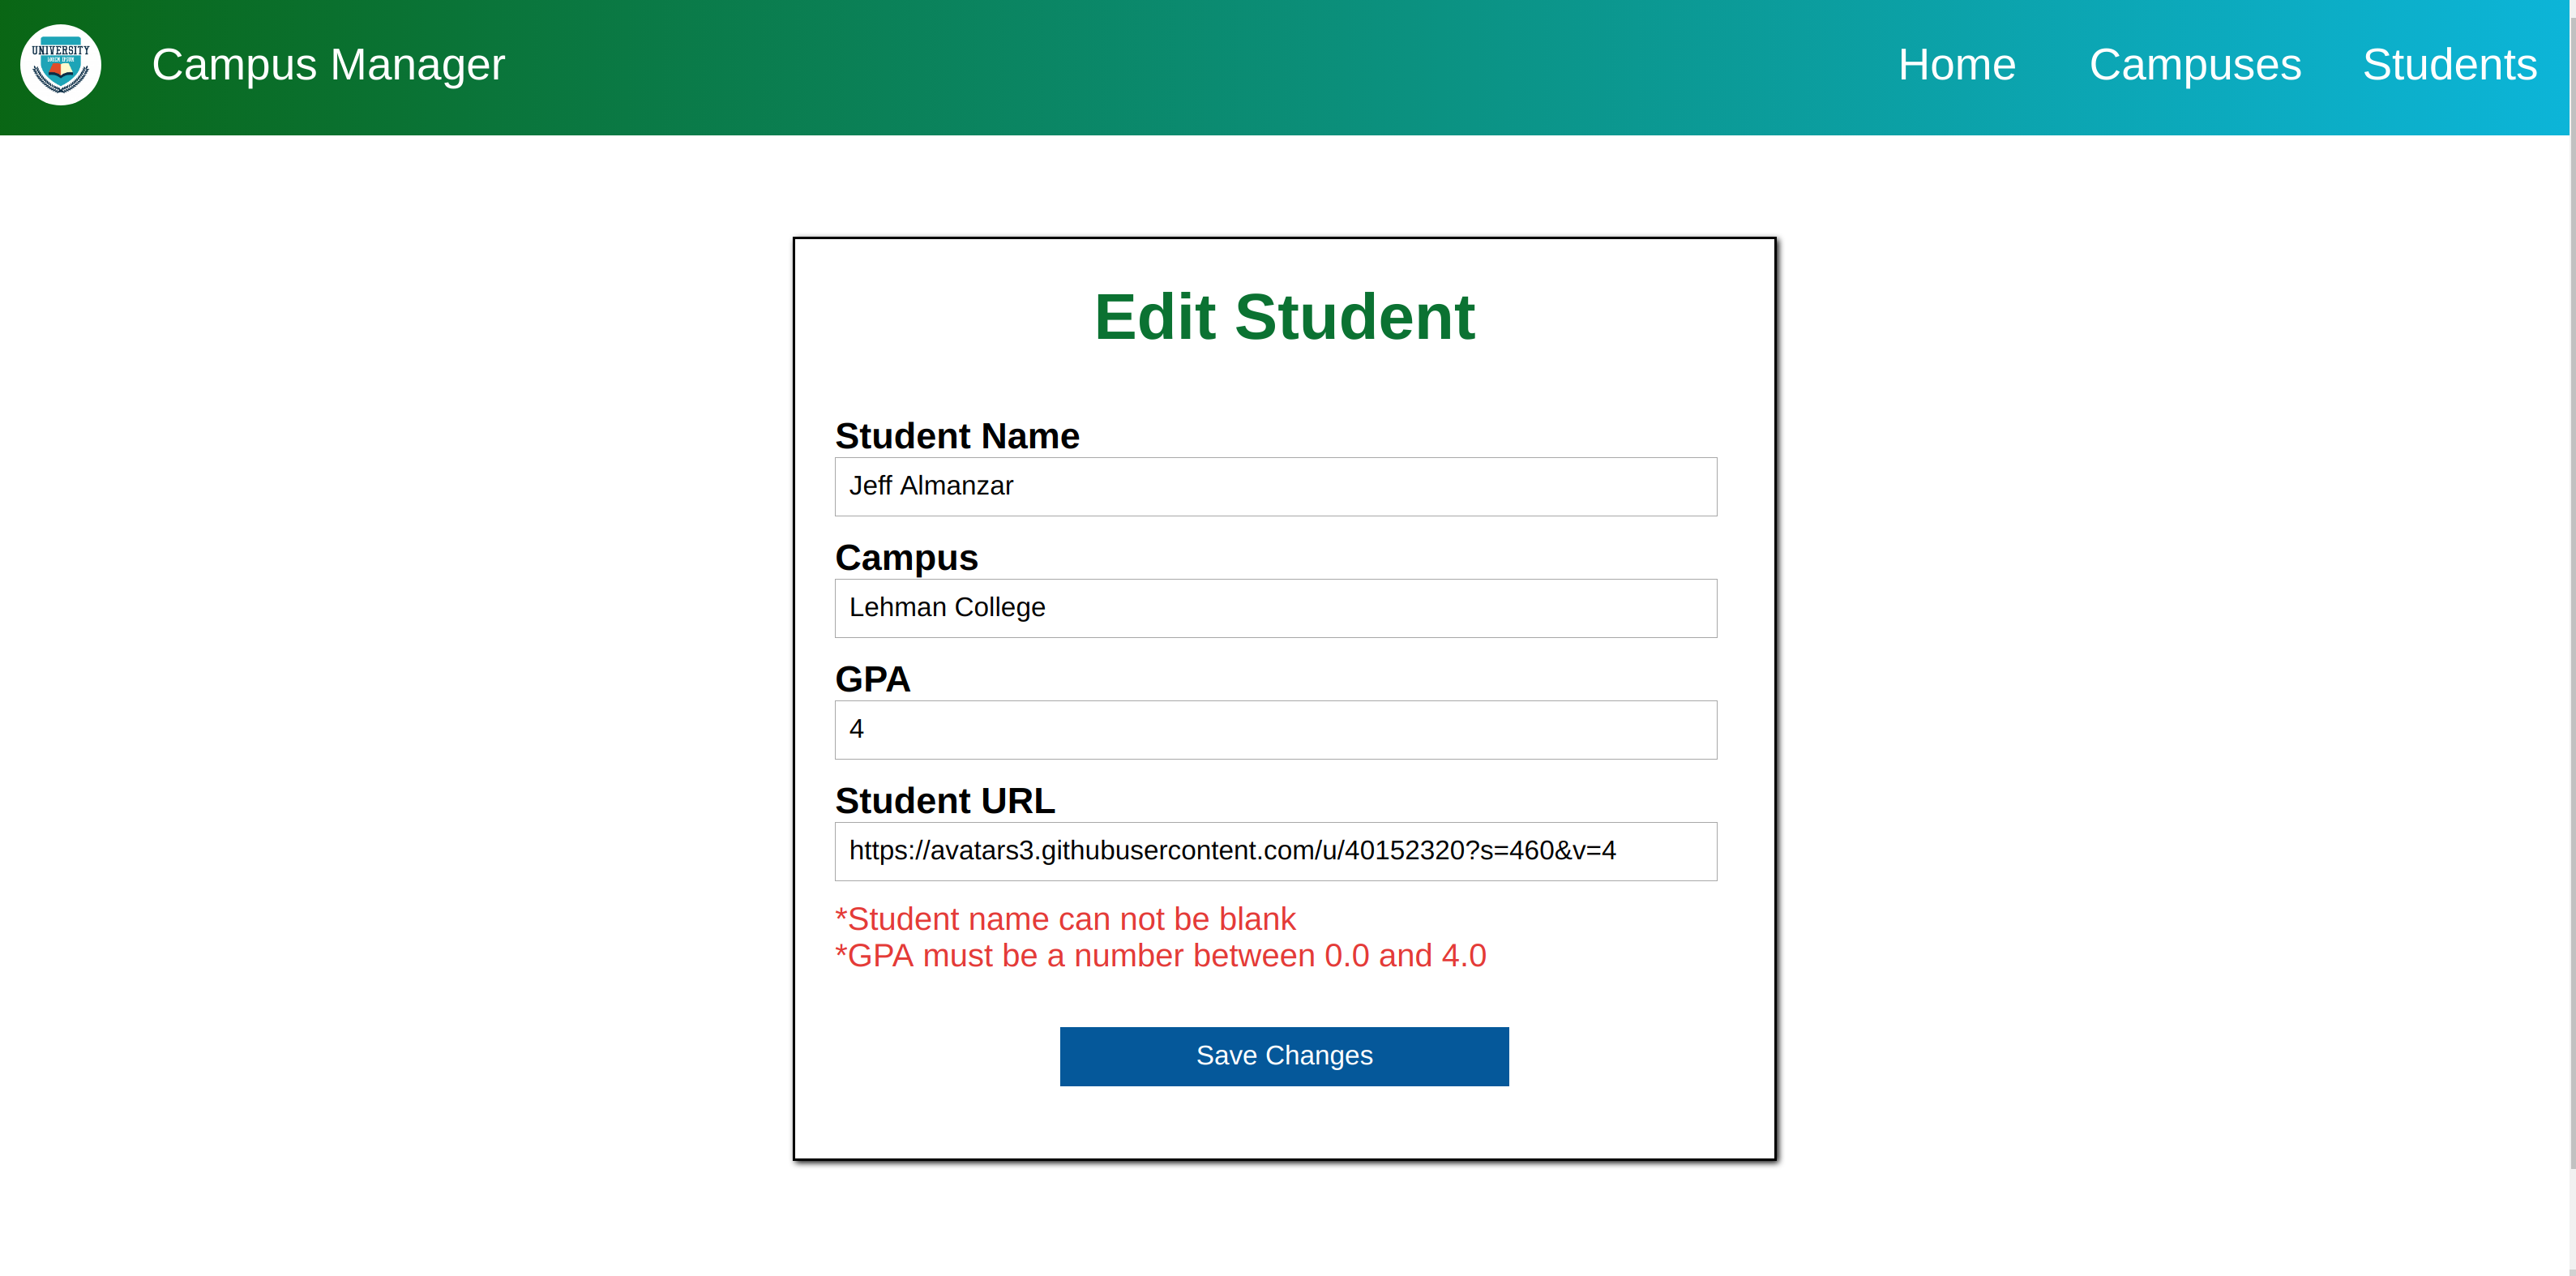 UNIVERSITY
Campus Manager
Home
Campuses
Students
Edit Student
Student Name
Jeff Almanzar
Campus
Lehman College
GPA
4
Student URL
https://avatars3.githubusercontent.com/u/40152320?s=460&v=4
*Student name can not be blank
*GPA must be a number between 0.0 and 4.0
Save Changes